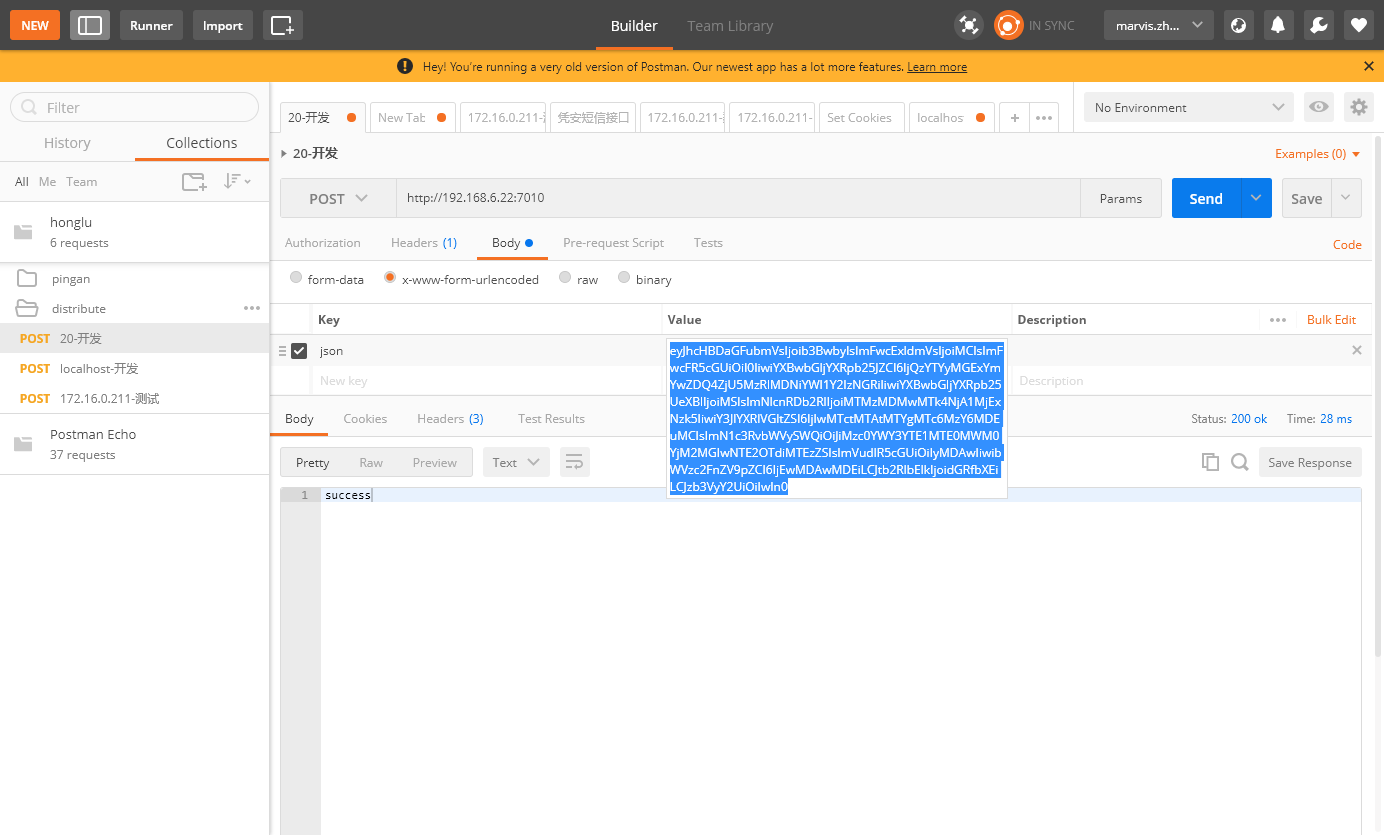 NEW Runner Import Builder Team Library IN SYNC marvis.zh...
Hey! You're running a very old version of Postman. Our newest app has a lot more features. Learn more
Filter
History Collections
All Me Team
honglu
6 requests
pingan
distribute
POST 20-开发
POST localhost-开发
POST 172.16.0.211-测试
Postman Echo
37 requests
20-开发 New Tab 172.16.0.211- 凭安短信接口 172.16.0.211- 172.16.0.211- Set Cookies localhos + No Environment
20-开发 Examples (0)
POST http://192.168.6.22:7010 Params Send Save
Authorization Headers (1) Body Pre-request Script Tests Code
form-data x-www-form-urlencoded raw binary
Key Value Description Bulk Edit
json
New key Description
Body Cookies Headers (3) Test Results Status: 200 ok Time: 28 ms
Pretty Raw Preview Text Save Response
1 success